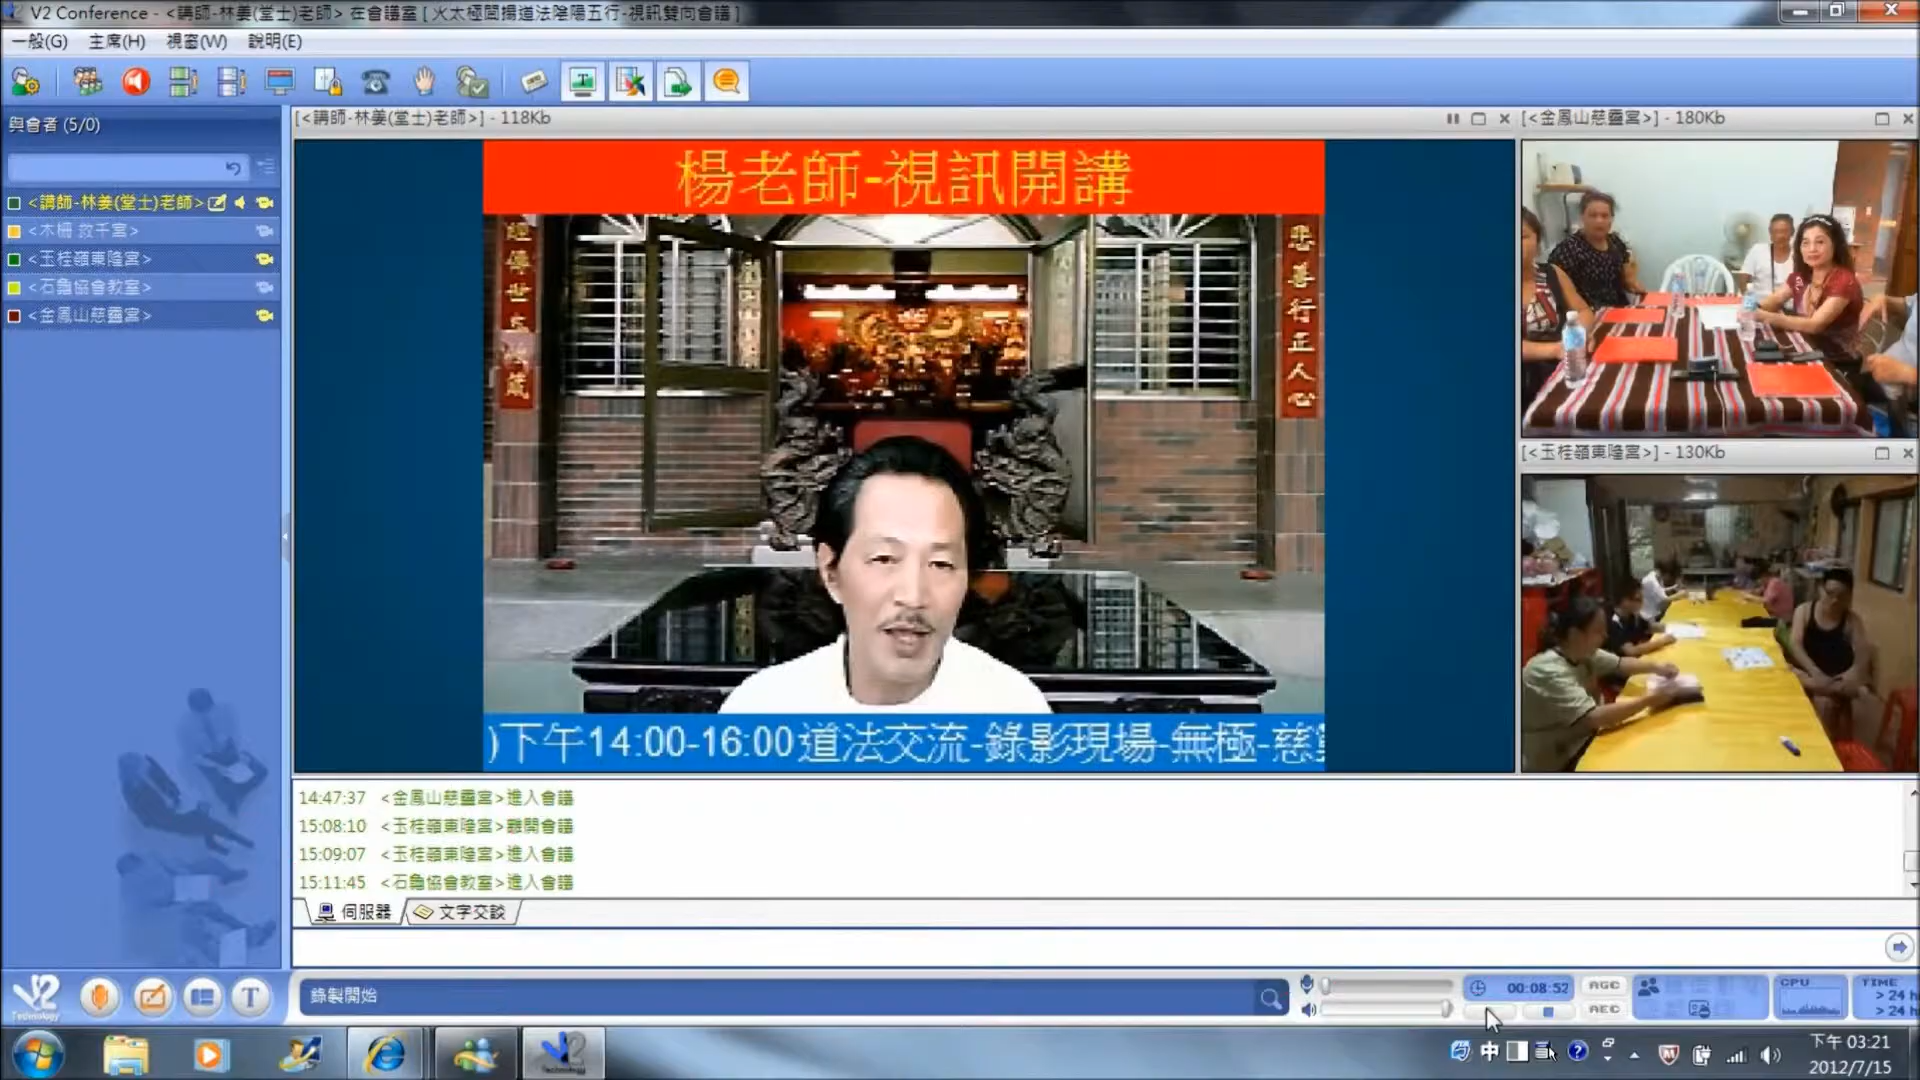 V2 Conference - <講師-林姜(堂士)老師> 在會議室 [ 火太極闡揚道法陰陽五行-視訊雙向會議 ]
一般(G) 主席(H) 視窗(W) 說明(E)
與會者 (5/0)
<講師-林姜(堂士)老師>
<木柵
<玉桂嶺東隆宮>
<石龜協會教室>
<金鳳山慈靈宮>
[<講師-林姜(堂士)老師>] - 118Kb
楊老師-視訊開講
悲善行正人心
)下午14:00-16:00道法交流-錄影現場-無極-慈
[<金鳳山慈靈宮>] - 180Kb
[<玉桂嶺東隆宮>] - 130Kb
14:47:37 <金鳳山慈靈宮>進入會議
15:08:10 <玉桂嶺東隆宮>離開會議
15:09:07 <玉桂嶺東隆宮>進入會議
15:11:45 <石龜協會教室>進入會議
伺服器 文字交談
V2
Technology
T
錄製開始
00:08:52
AGC
AEC
CPU
TIME
> 24 h
> 24 h
中
下午 03:21
2012/7/15